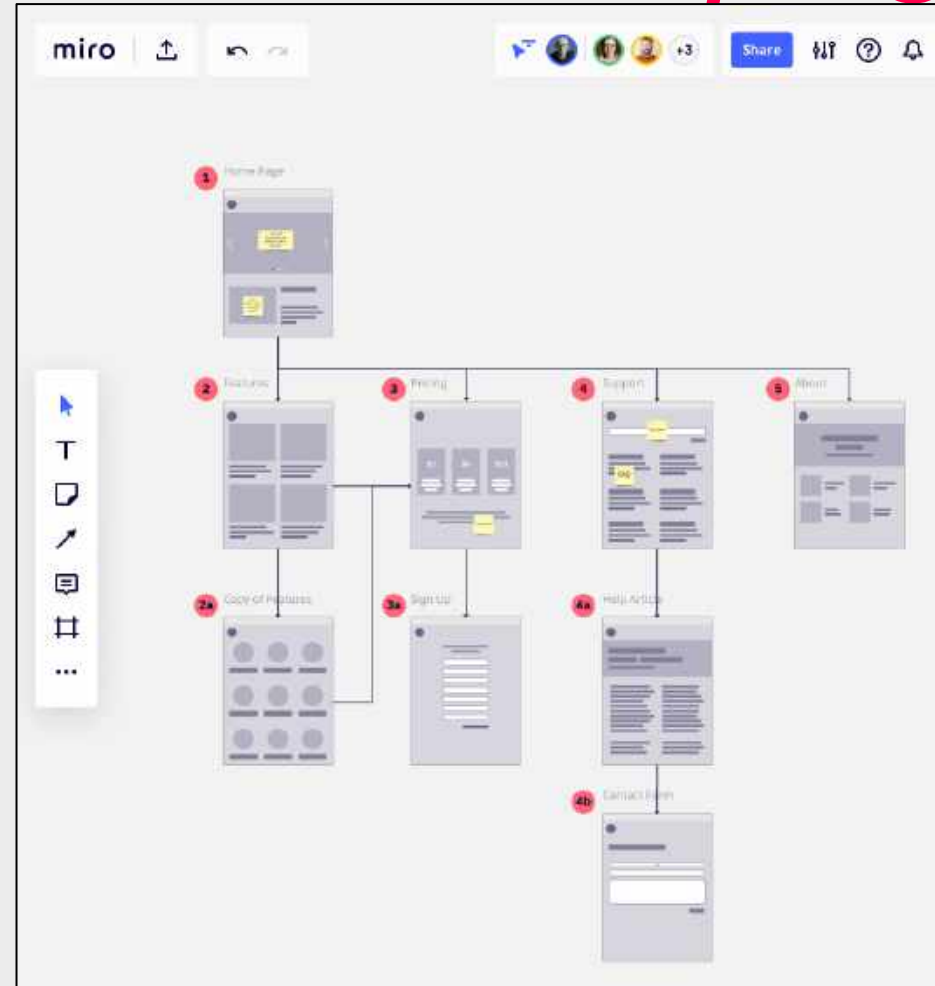 miro
+3
Share
1 Home Page
2 Features
3 Pricing
4 Support
5 About
2a Copy of Features
3a Sign Up
4a Help Article
4b Contact Form